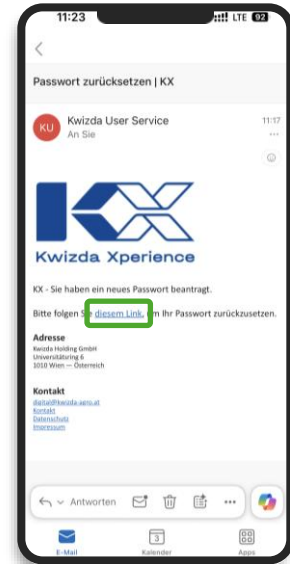 11:23
LTE 92
Passwort zurücksetzen | KX
KU
Kwizda User Service
11:17
An Sie
KX
Kwizda Xperience
KX - Sie haben ein neues Passwort beantragt.
Bitte folgen Sie diesem Link, um Ihr Passwort zurückzusetzen.
Adresse
Kwizda Holding GmbH
Universitätsring 6
1010 Wien — Österreich
Kontakt
digital@kwizda-agro.at
Kontakt
Datenschutz
Impressum
Antworten
3
E-Mail
Kalender
Apps